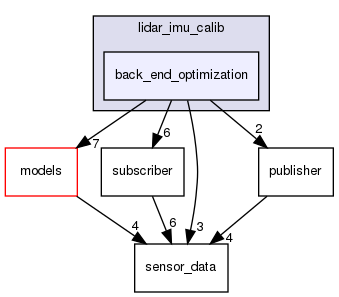 lidar_imu_calib
back_end_optimization
7
6
2
models
subscriber
publisher
4
6
3
4
sensor_data